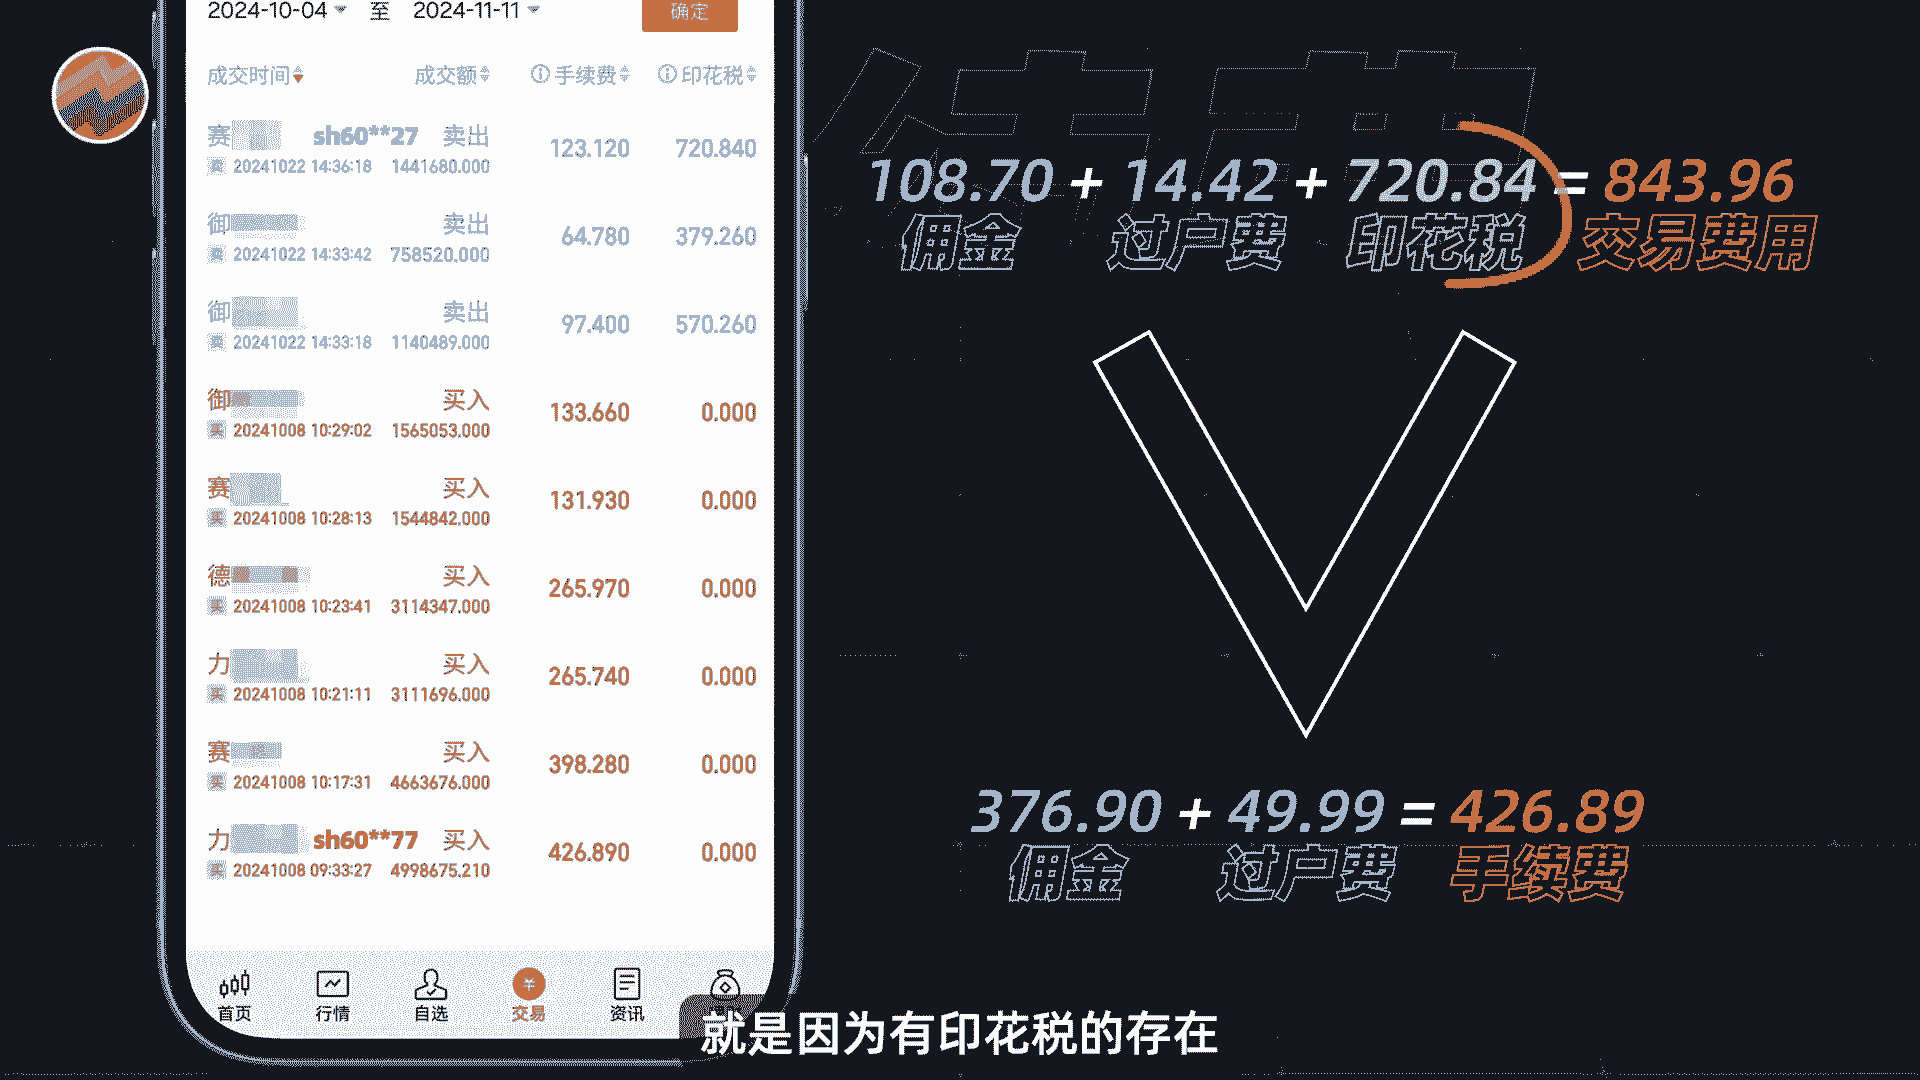 2024-10-04 至 2024-11-11 确定
成交时间 成交额 手续费 印花税
赛 sh60**27 卖出 123.120 720.840
卖 20241022 14:36:18 1441680.000
御 卖出 64.780 379.260
卖 20241022 14:33:42 758520.000
御 卖出 97.400 570.260
卖 20241022 14:33:18 1140489.000
御 买入 133.660 0.000
买 20241008 10:29:02 1565053.000
赛 买入 131.930 0.000
买 20241008 10:28:13 1544842.000
德 买入 265.970 0.000
买 20241008 10:23:41 3114347.000
力 买入 265.740 0.000
买 20241008 10:21:11 3111696.000
赛 买入 398.280 0.000
买 20241008 10:17:31 4663676.000
力 sh60**77 买入 426.890 0.000
买 20241008 09:33:27 4998675.210
首页 行情 自选 交易 资讯
108.70 + 14.42 + 720.84 = 843.96
佣金 过户费 印花税 交易费用
376.90 + 49.99 = 426.89
佣金 过户费 手续费
就是因为有印花税的存在